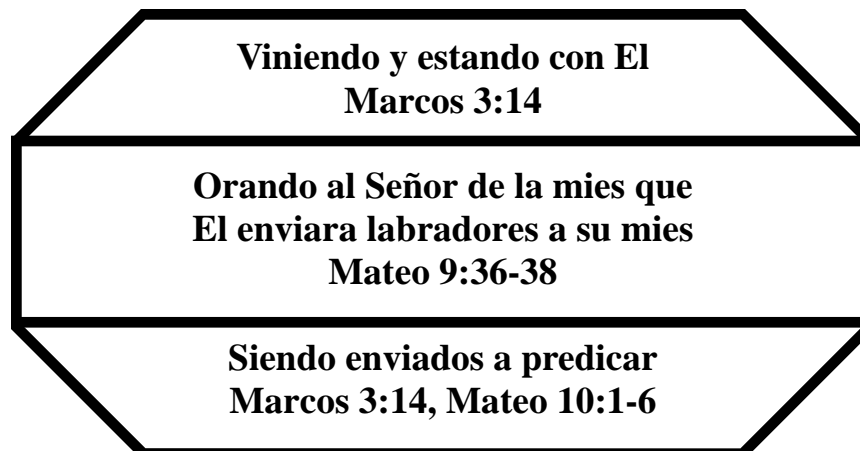 Viniendo y estando con El
Marcos 3:14
Orando al Señor de la mies que
El enviara labradores a su mies
Mateo 9:36-38
Siendo enviados a predicar
Marcos 3:14, Mateo 10:1-6